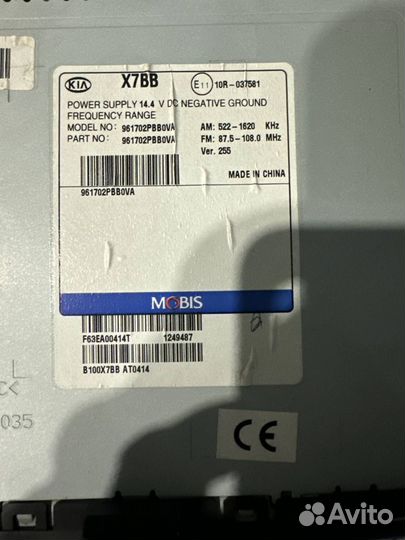 KIA X7BB E11 10R-037581
POWER SUPPLY 14.4 V DC NEGATIVE GROUND
FREQUENCY RANGE
MODEL NO: 961702PBB0VA AM: 522-1620 KHz
PART NO: 961702PBB0VA FM: 87.5-108.0 MHz
Ver. 255
MADE IN CHINA
961702PBB0VA
MOBIS
F63EA00414T 1249487
B100X7BB AT0414
L
035
CE
Avito